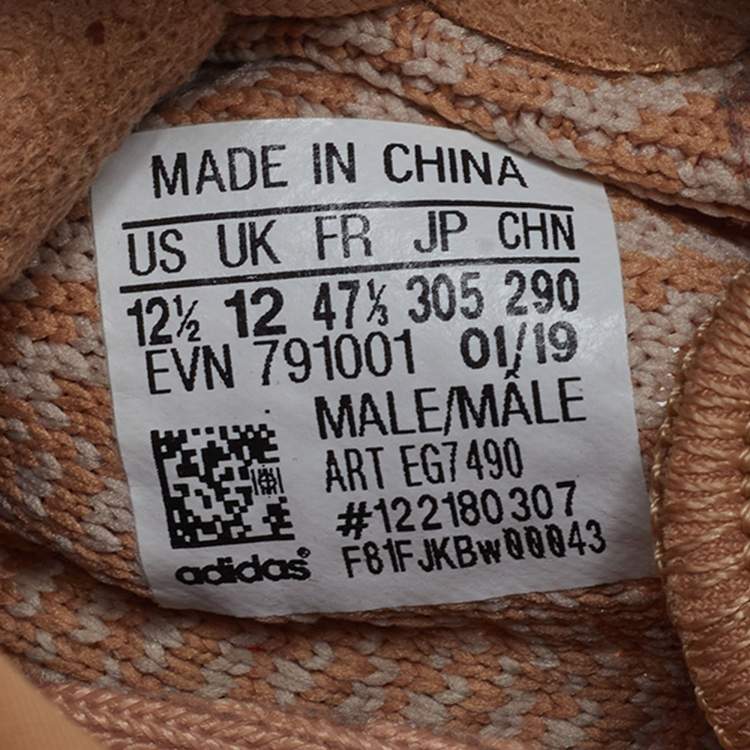 MADE IN CHINA
US UK FR JP CHN
12½ 12 47⅓ 305 290
EVN 791001 01/19
MALE/MÂLE
ART EG7490
#122180307
F81FJKBw00043
adidas®